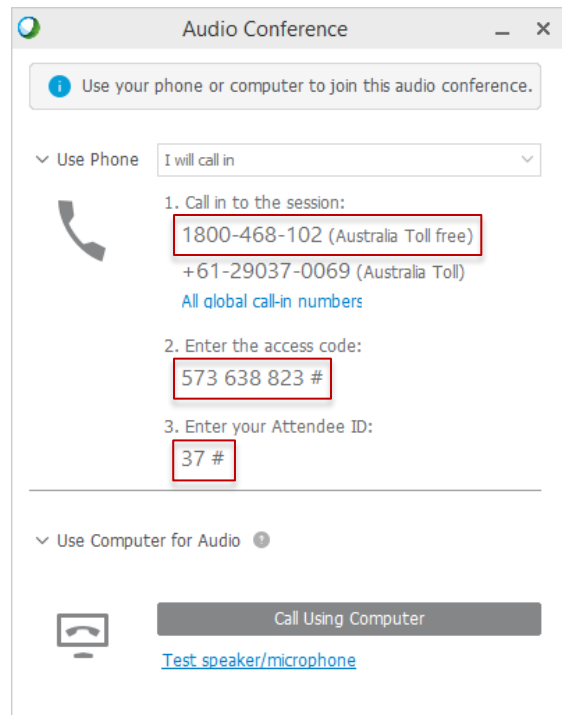 Audio Conference
Use your phone or computer to join this audio conference.
Use Phone
I will call in
1. Call in to the session:
1800-468-102 (Australia Toll free)
+61-29037-0069 (Australia Toll)
All global call-in numbers
2. Enter the access code:
573 638 823 #
3. Enter your Attendee ID:
37 #
Use Computer for Audio
Call Using Computer
Test speaker/microphone